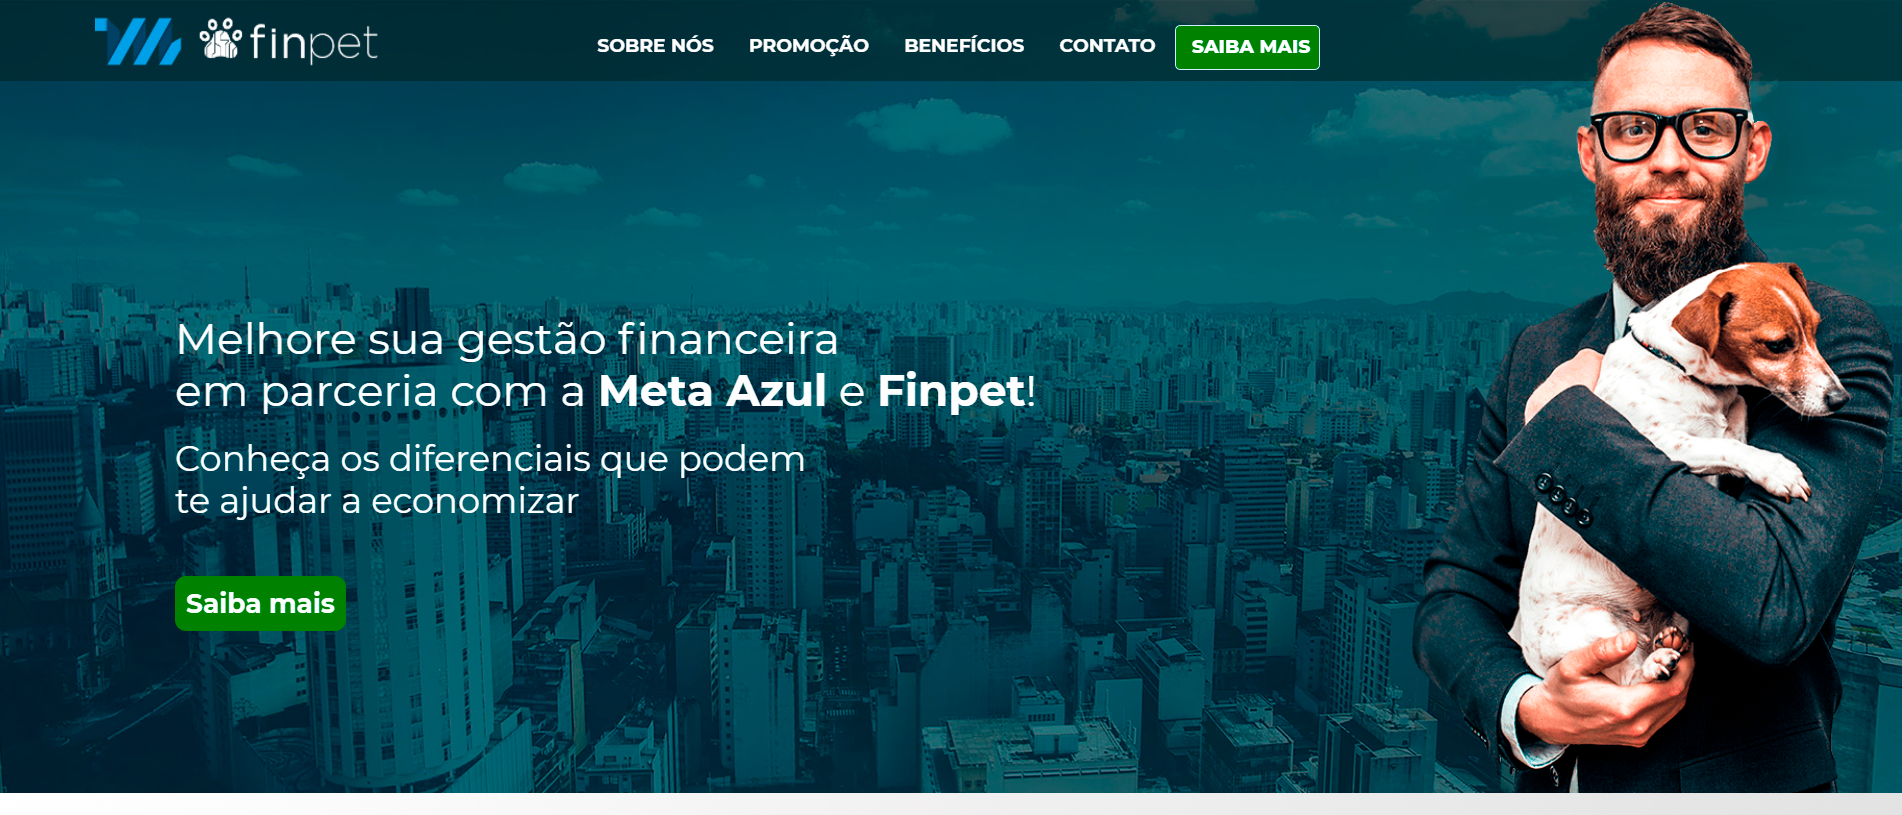 finpet
SOBRE NÓS
PROMOÇÃO
BENEFÍCIOS
CONTATO
SAIBA MAIS
Melhore sua gestão financeira
em parceria com a Meta Azul e Finpet!
Conheça os diferenciais que podem
te ajudar a economizar
Saiba mais